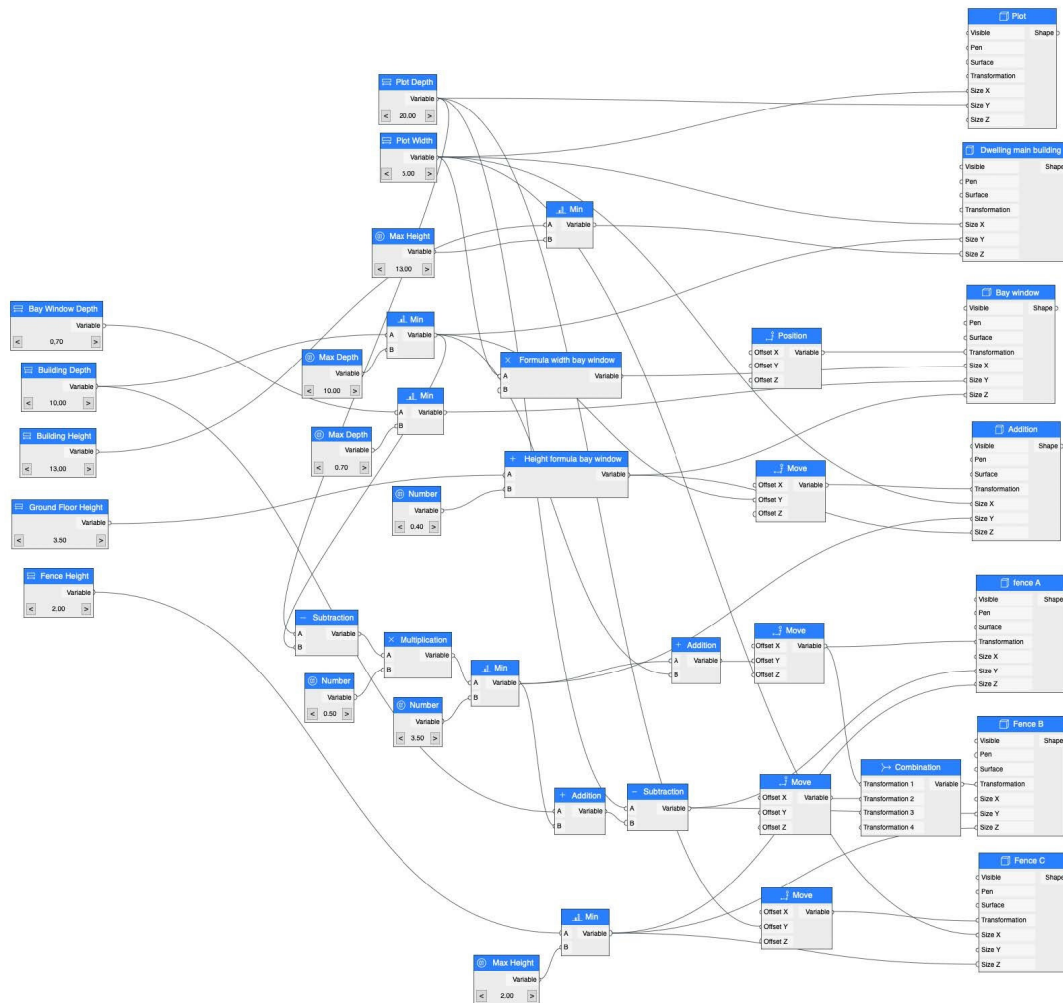 Plot
Visible Shape
Pen
Surface
Transformation
Size X
Size Y
Size Z
Plot Depth
Variable
< 20.00 >
Plot Width
Variable
< 5.00 >
Dwelling main building
Visible Shape
Pen
Surface
Transformation
Size X
Size Y
Size Z
Min
A Variable
B
Max Height
Variable
< 13.00 >
Bay Window Depth
Variable
< 0,70 >
Building Depth
Variable
< 10,00 >
Building Height
Variable
< 13,00 >
Ground Floor Height
Variable
< 3.50 >
Fence Height
Variable
< 2.00 >
Min
A Variable
B
Max Depth
Variable
< 10.00 >
Min
A Variable
B
Max Depth
Variable
< 0.70 >
Formula width bay window
A Variable
B
Position
Offset X Variable
Offset Y
Offset Z
Bay window
Visible Shape
Pen
Surface
Transformation
Size X
Size Y
Size Z
Height formula bay window
A Variable
B
Number
Variable
< 0.40 >
Move
Offset X Variable
Offset Y
Offset Z
Addition
Visible Shape
Pen
Surface
Transformation
Size X
Size Y
Size Z
Subtraction
A Variable
B
Multiplication
A Variable
B
Number
Variable
< 0.50 >
Min
A Variable
B
Number
Variable
< 3.50 >
Addition
A Variable
B
Move
Offset X Variable
Offset Y
Offset Z
fence A
Visible Shape
Pen
Surface
Transformation
Size X
Size Y
Size Z
Addition
A Variable
B
Subtraction
A Variable
B
Move
Offset X Variable
Offset Y
Offset Z
Combination
Transformation 1 Variable
Transformation 2
Transformation 3
Transformation 4
Fence B
Visible Shape
Pen
Surface
Transformation
Size X
Size Y
Size Z
Min
A Variable
B
Max Height
Variable
< 2.00 >
Move
Offset X Variable
Offset Y
Offset Z
Fence C
Visible Shape
Pen
Surface
Transformation
Size X
Size Y
Size Z